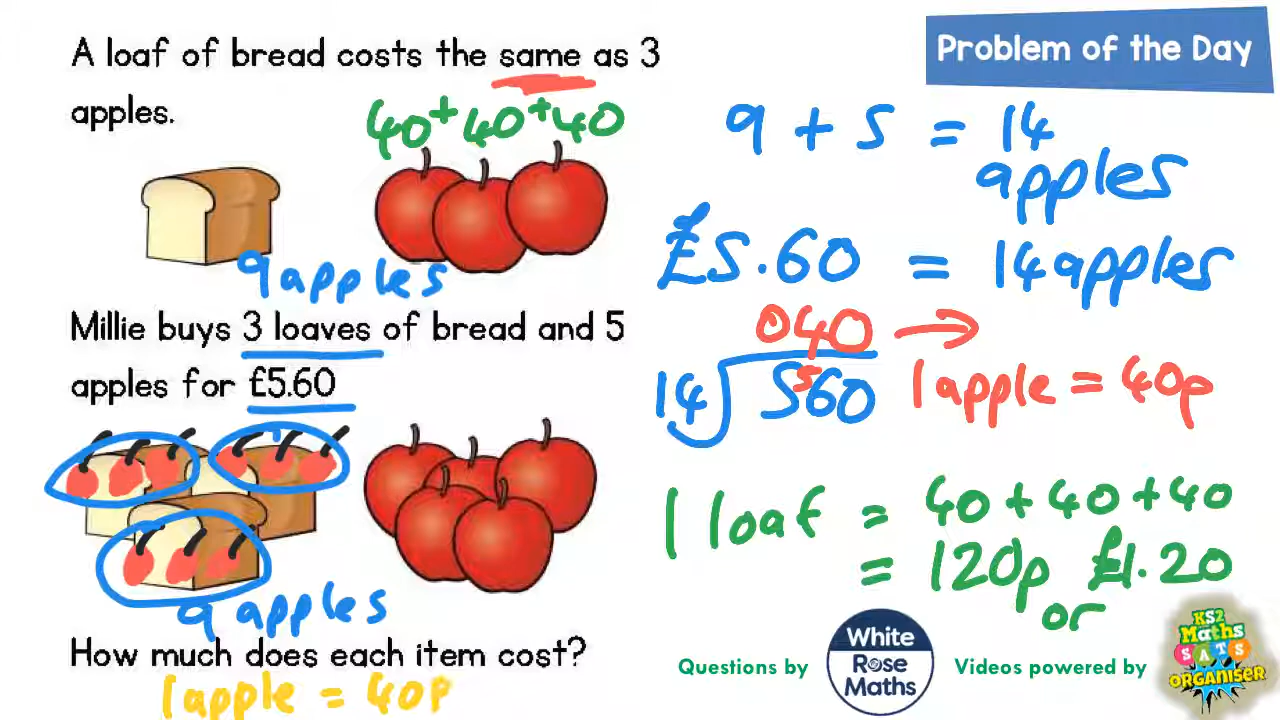 A loaf of bread costs the same as 3
apples.
40 + 40 + 40
9 apples
Millie buys 3 loaves of bread and 5
apples for £5.60
9 apples
How much does each item cost?
1 apple = 40p
Problem of the Day
9 + 5 = 14
apples
£5.60 = 14 apples
040 →
14 5 5 60
1 apple = 40p
1 loaf = 40 + 40 + 40
= 120p £1.20
or
Questions by
White
Rose
Maths
Videos powered by
KS2
Maths
SATS
ORGANISER